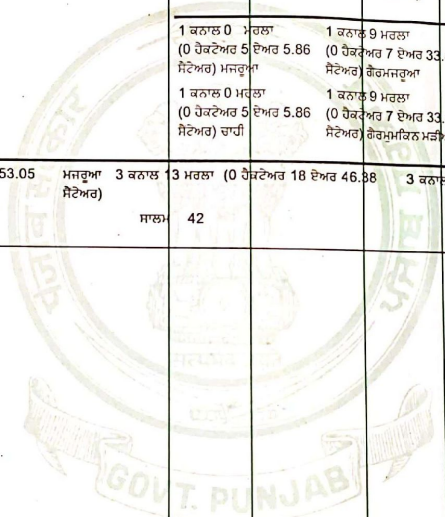 1 ਕਨਾਲ 0 ਮਰਲਾ 1 ਕਨਾਲ 9 ਮਰਲਾ
(0 ਹੈਕਟੇਅਰ 5 ਏਅਰ 5.86 (0 ਹੈਕਟੇਅਰ 7 ਏਅਰ 33.
ਸੈਂਟੇਅਰ) ਮਜਰੂਆ ਸੈਂਟੇਅਰ) ਗੈਰਮਜਰੂਆ
1 ਕਨਾਲ 0 ਮਰਲਾ 1 ਕਨਾਲ 9 ਮਰਲਾ
(0 ਹੈਕਟੇਅਰ 5 ਏਅਰ 5.86 (0 ਹੈਕਟੇਅਰ 7 ਏਅਰ 33.
ਸੈਂਟੇਅਰ) ਚਾਹੀ ਸੈਂਟੇਅਰ) ਗੈਰਮੁਮਕਿਨ
53.05 ਮਜਰੂਆ 3 ਕਨਾਲ 13 ਮਰਲਾ (0 ਹੈਕਟੇਅਰ 18 ਏਅਰ 46.38 3 ਕਨਾਲ
ਸੈਂਟੇਅਰ)
ਸਾਲਮ 42
GOVT. PUNJAB